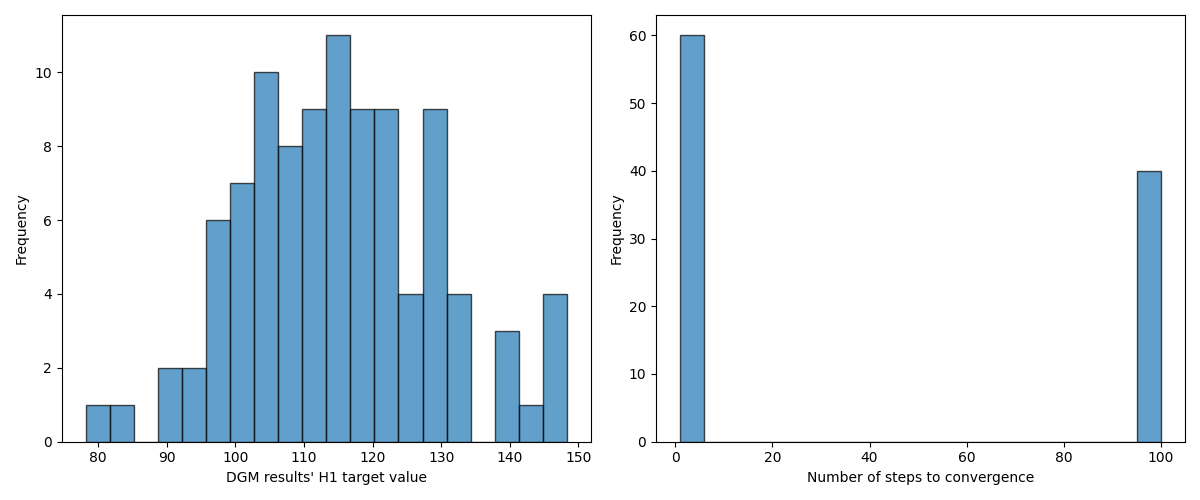 Frequency
10
8
6
4
2
0
80 90 100 110 120 130 140 150
DGM results' H1 target value
Frequency
60
50
40
30
20
10
0
0 20 40 60 80 100
Number of steps to convergence